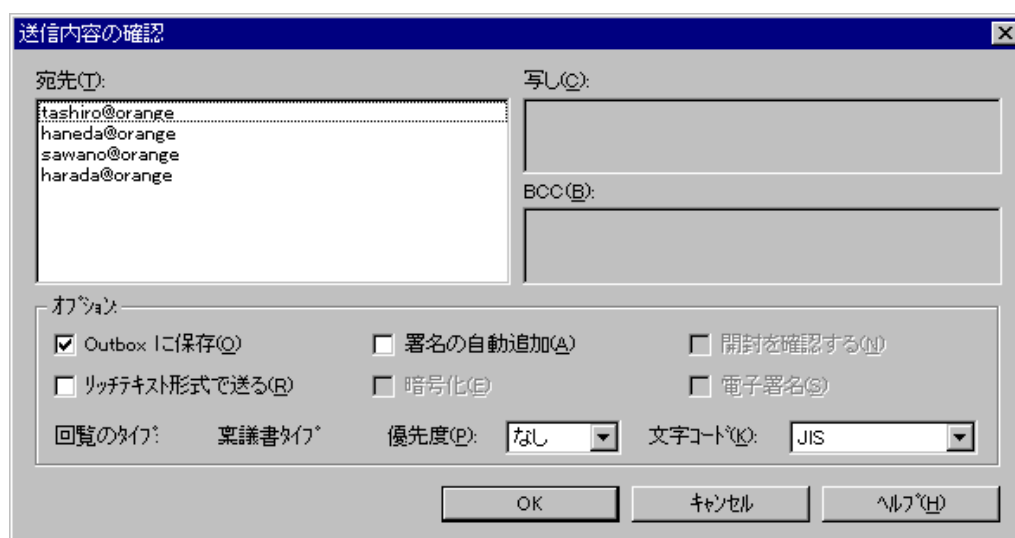 送信内容の確認
宛先(T):
tashiro@orange
haneda@orange
sawano@orange
harada@orange
写し(C):
BCC(B):
オプション
Outbox に保存(O)
署名の自動追加(A)
開封を確認する(N)
リッチテキスト形式で送る(R)
暗号化(E)
電子署名(S)
回覧のタイプ: 稟議書タイプ 優先度(P): なし 文字コード(K): JIS
OK キャンセル ヘルプ(H)